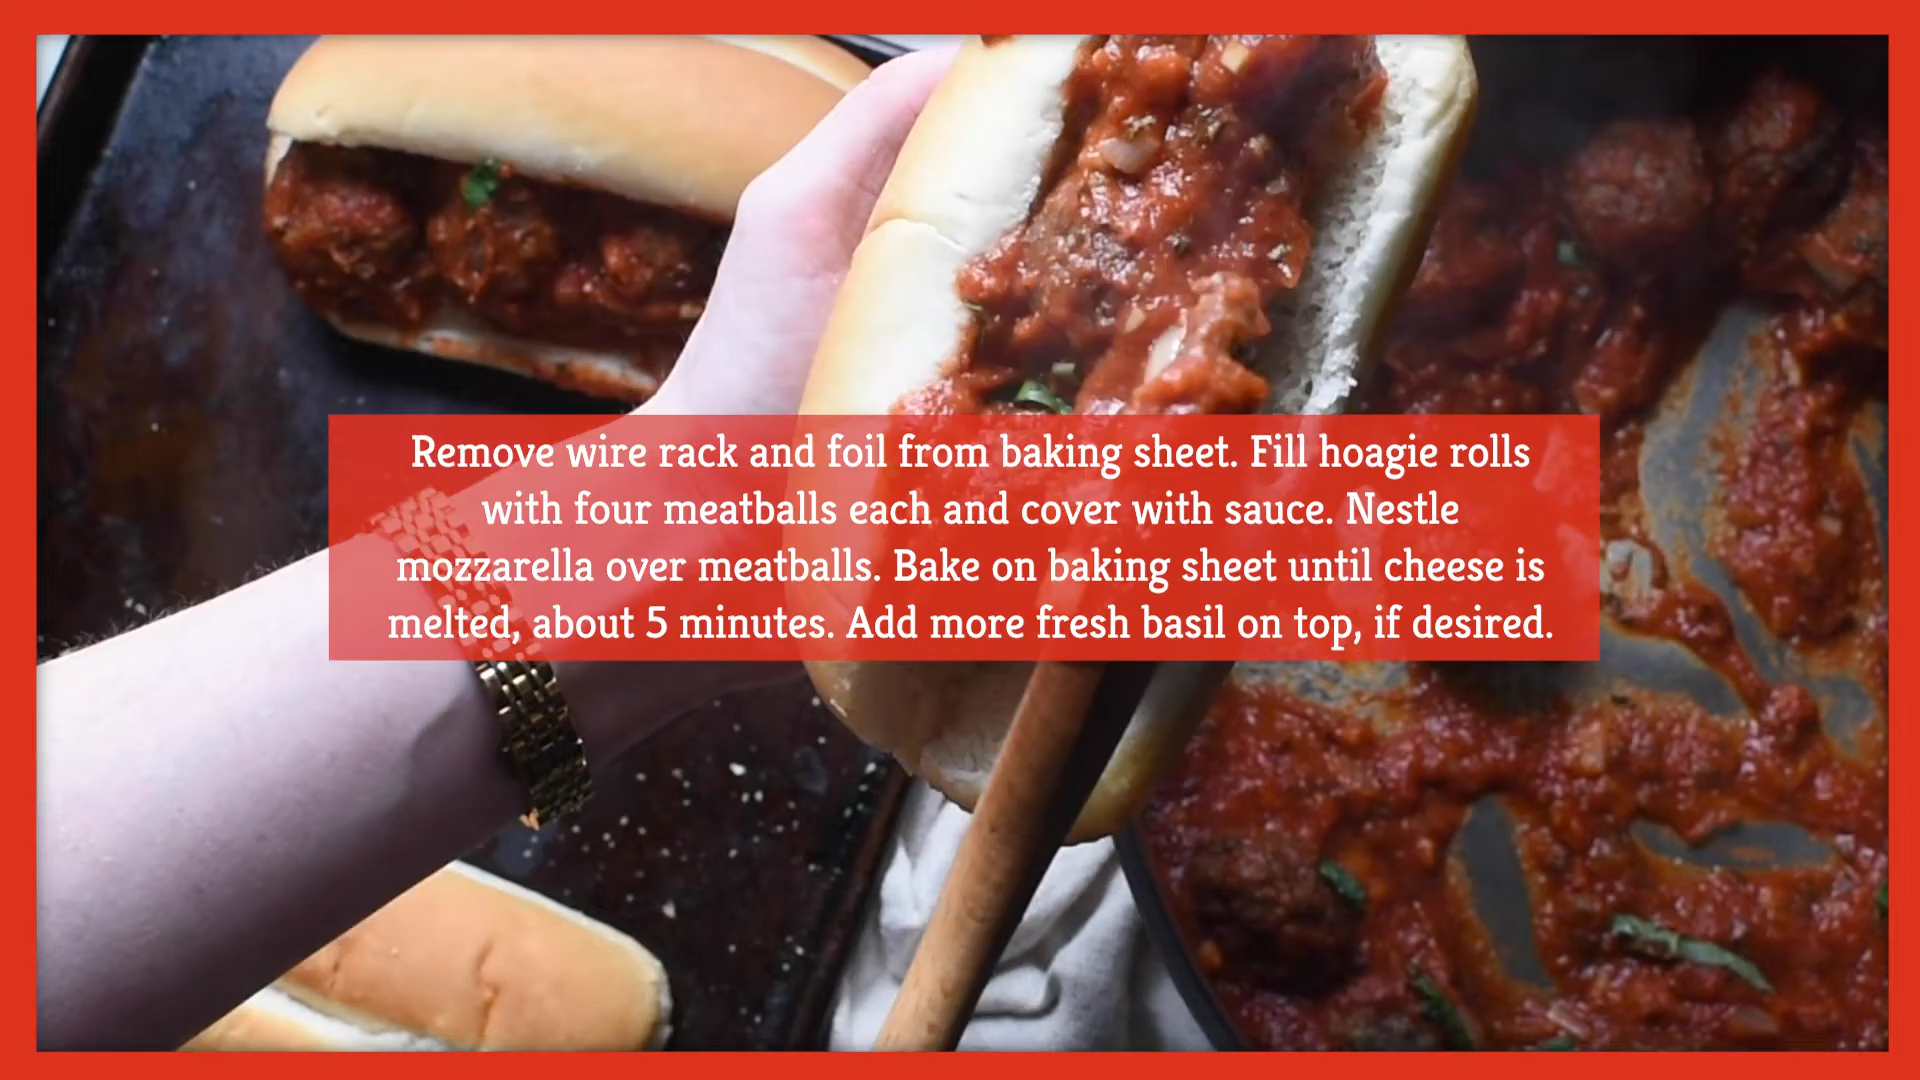 Remove wire rack and foil from baking sheet. Fill hoagie rolls
with four meatballs each and cover with sauce. Nestle
mozzarella over meatballs. Bake on baking sheet until cheese is
melted, about 5 minutes. Add more fresh basil on top, if desired.